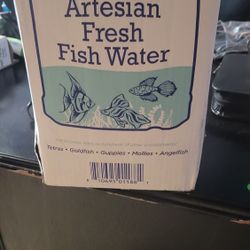 Artesian
Fresh
Fish Water
Tetras • Goldfish • Guppies • Mollies • Angelfish